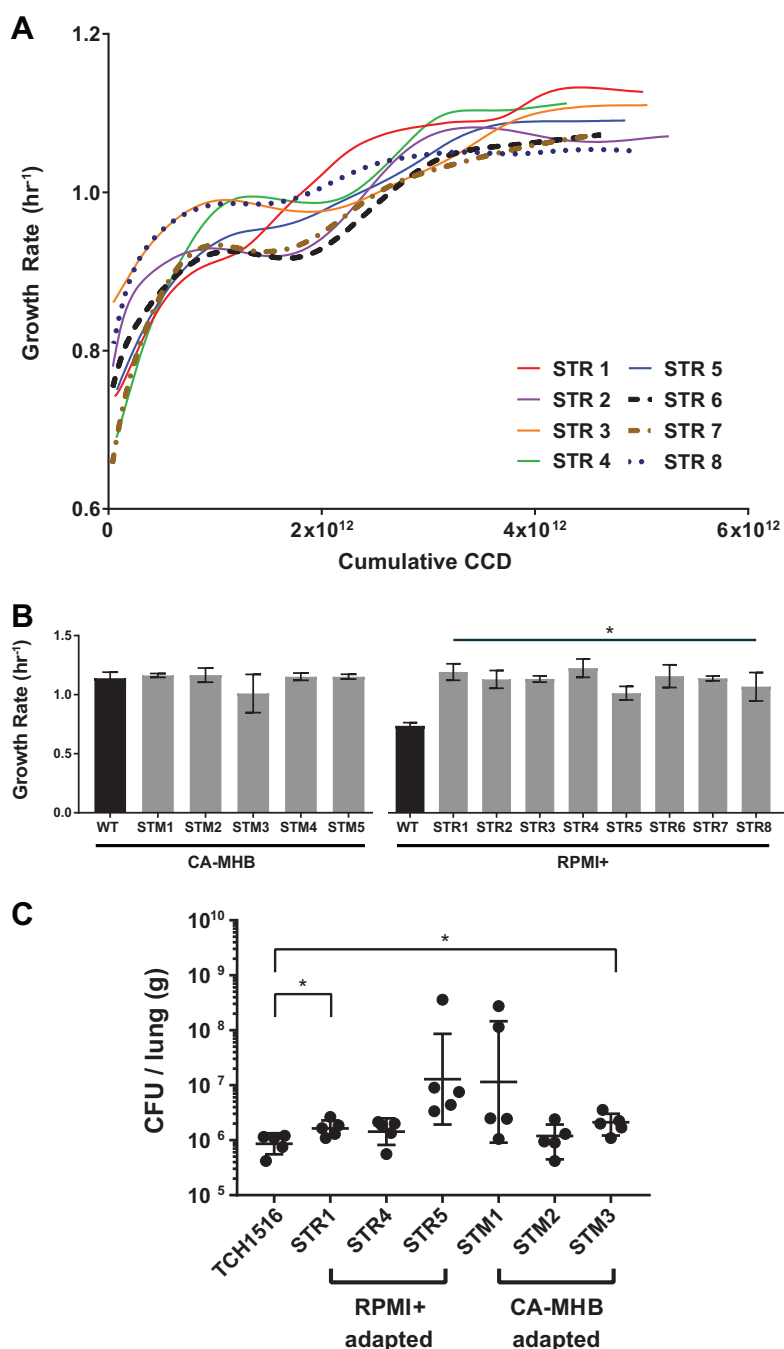 A
Growth Rate (hr⁻¹)
1.2
1.0
0.8
0.6
0
2x10¹²
4x10¹²
6x10¹²
Cumulative CCD
STR 1
STR 5
STR 2
STR 6
STR 3
STR 7
STR 4
STR 8
B
Growth Rate (hr⁻¹)
1.5
1.0
0.5
0.0
*
WT STM1 STM2 STM3 STM4 STM5
WT STR1 STR2 STR3 STR4 STR5 STR6 STR7 STR8
CA-MHB
RPMI+
C
CFU / lung (g)
10¹⁰
10⁹
10⁸
10⁷
10⁶
10⁵
*
*
TCH1516
STR1
STR4
STR5
STM1
STM2
STM3
RPMI+
adapted
CA-MHB
adapted